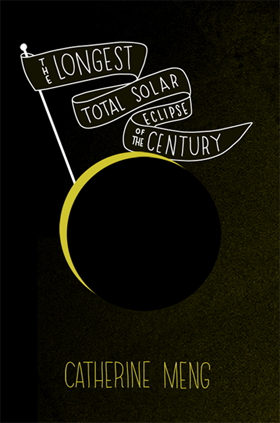 THE LONGEST
TOTAL SOLAR
ECLIPSE
OF THE CENTURY
CATHERINE MENG